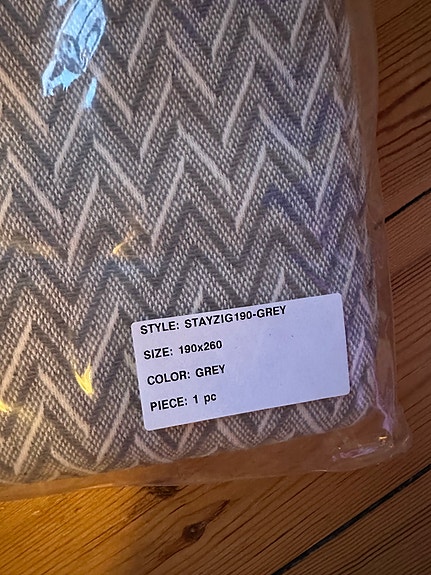 STYLE: STAYZIG190-GREY
SIZE: 190x260
COLOR: GREY
PIECE: 1 pc